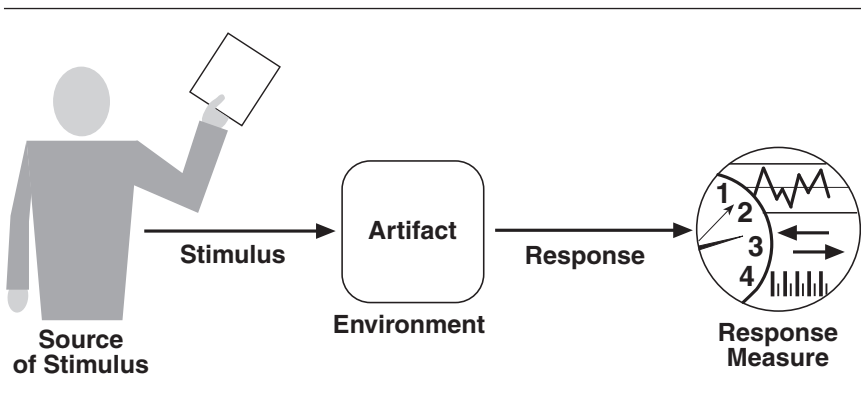 1
2
3
4
Artifact
Stimulus
Response
Environment
Source
of Stimulus
Response
Measure